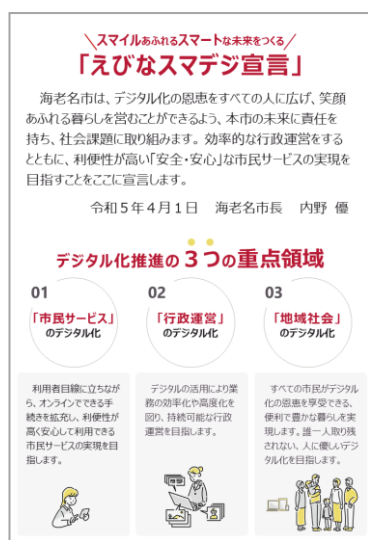 スマイルあふれるスマートな未来をつくる
「えびなスマデジ宣言」
海老名市は、デジタル化の恩恵をすべての人に広げ、笑顔
あふれる暮らしを営むことができるよう、本市の未来に責任を
持ち、社会課題に取り組みます。効率的な行政運営をする
とともに、利便性が高い「安全・安心」な市民サービスの実現を
目指すことをここに宣言します。
令和5年4月1日 海老名市長 内野 優
デジタル化推進の3つの重点領域
01
「市民サービス」
のデジタル化
利用者目線に立ちなが
ら、オンラインでできる手
続きを拡充し、利便性が
高く安心して利用できる
市民サービスの実現を目
指します。
02
「行政運営」
のデジタル化
デジタルの活用により業
務の効率化や高度化を
図り、持続可能な行政
運営を目指します。
03
「地域社会」
のデジタル化
すべての市民がデジタル
化の恩恵を享受できる、
便利で豊かな暮らしを実
現します。誰一人取り残
されない、人に優しいデジ
タル化を目指します。